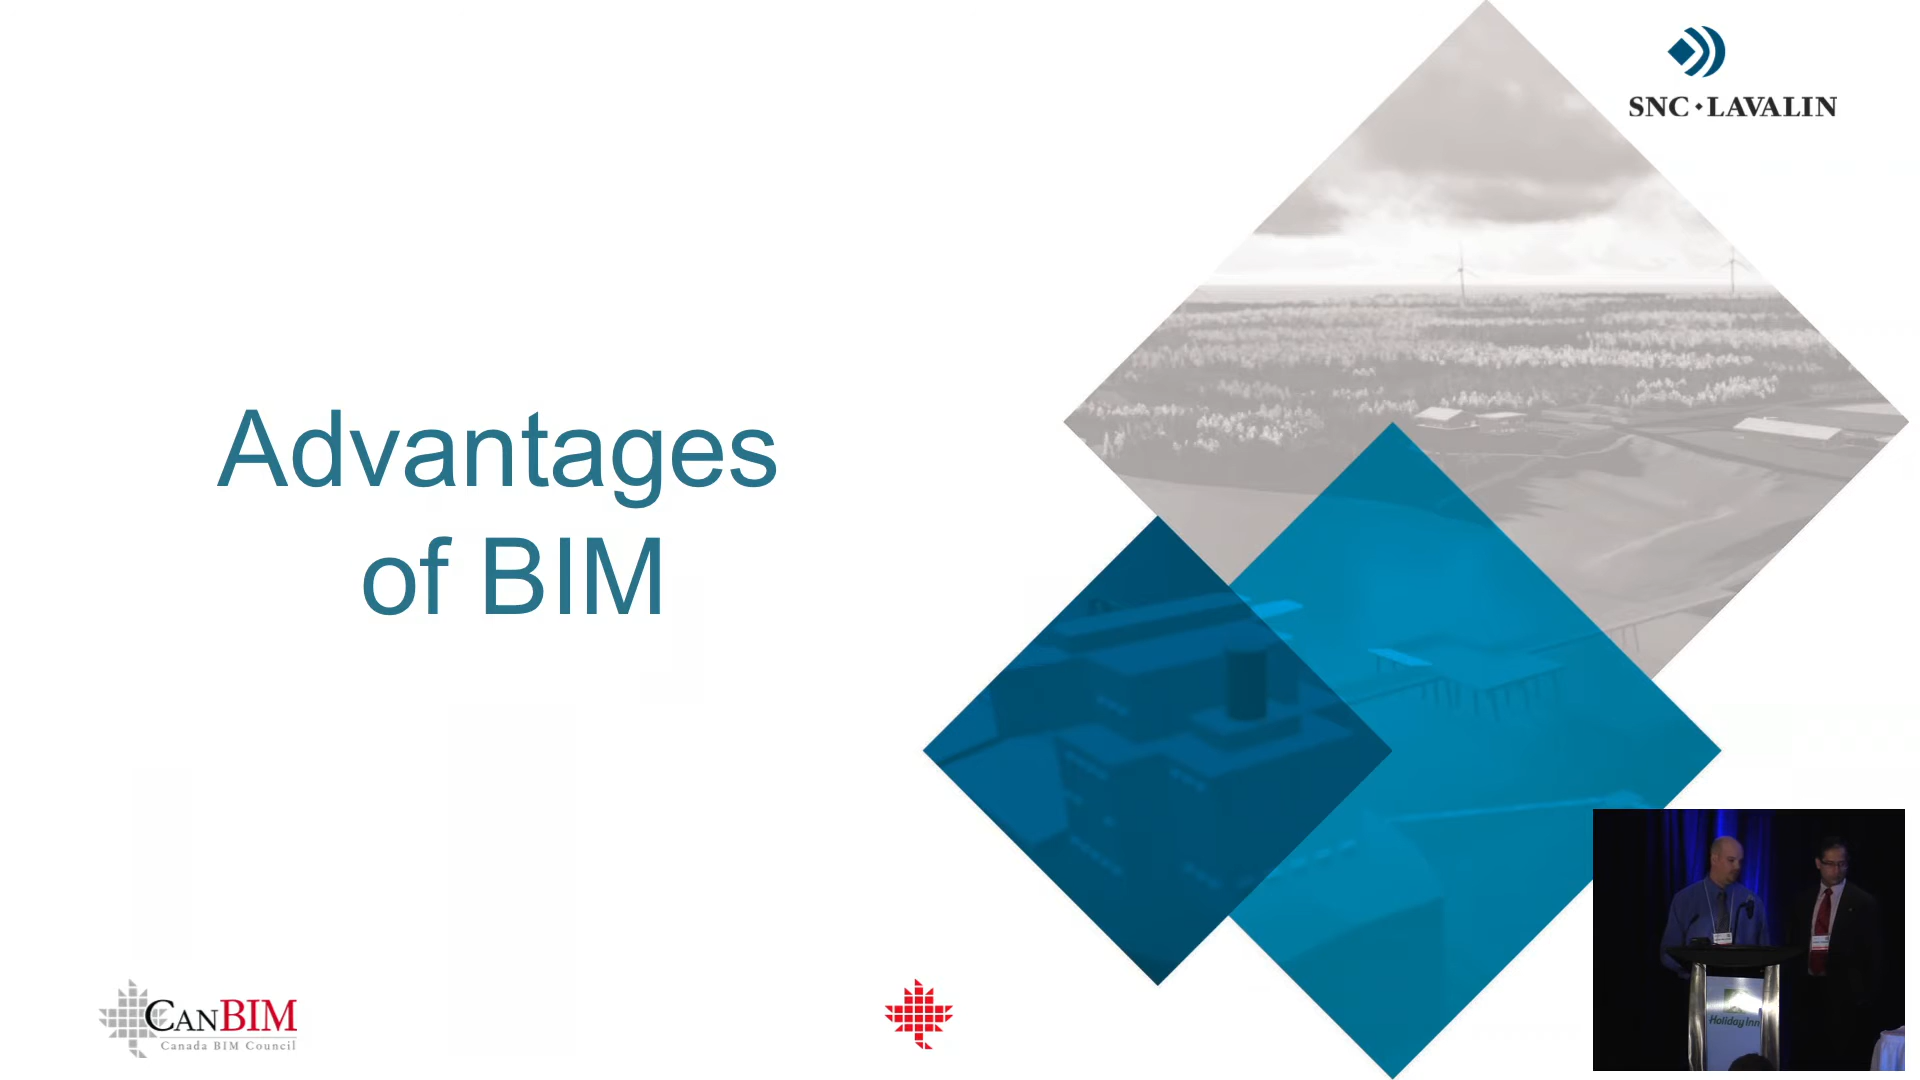 SNC·LAVALIN
Advantages
of BIM
CANBIM
Canada BIM Council
Holiday Inn